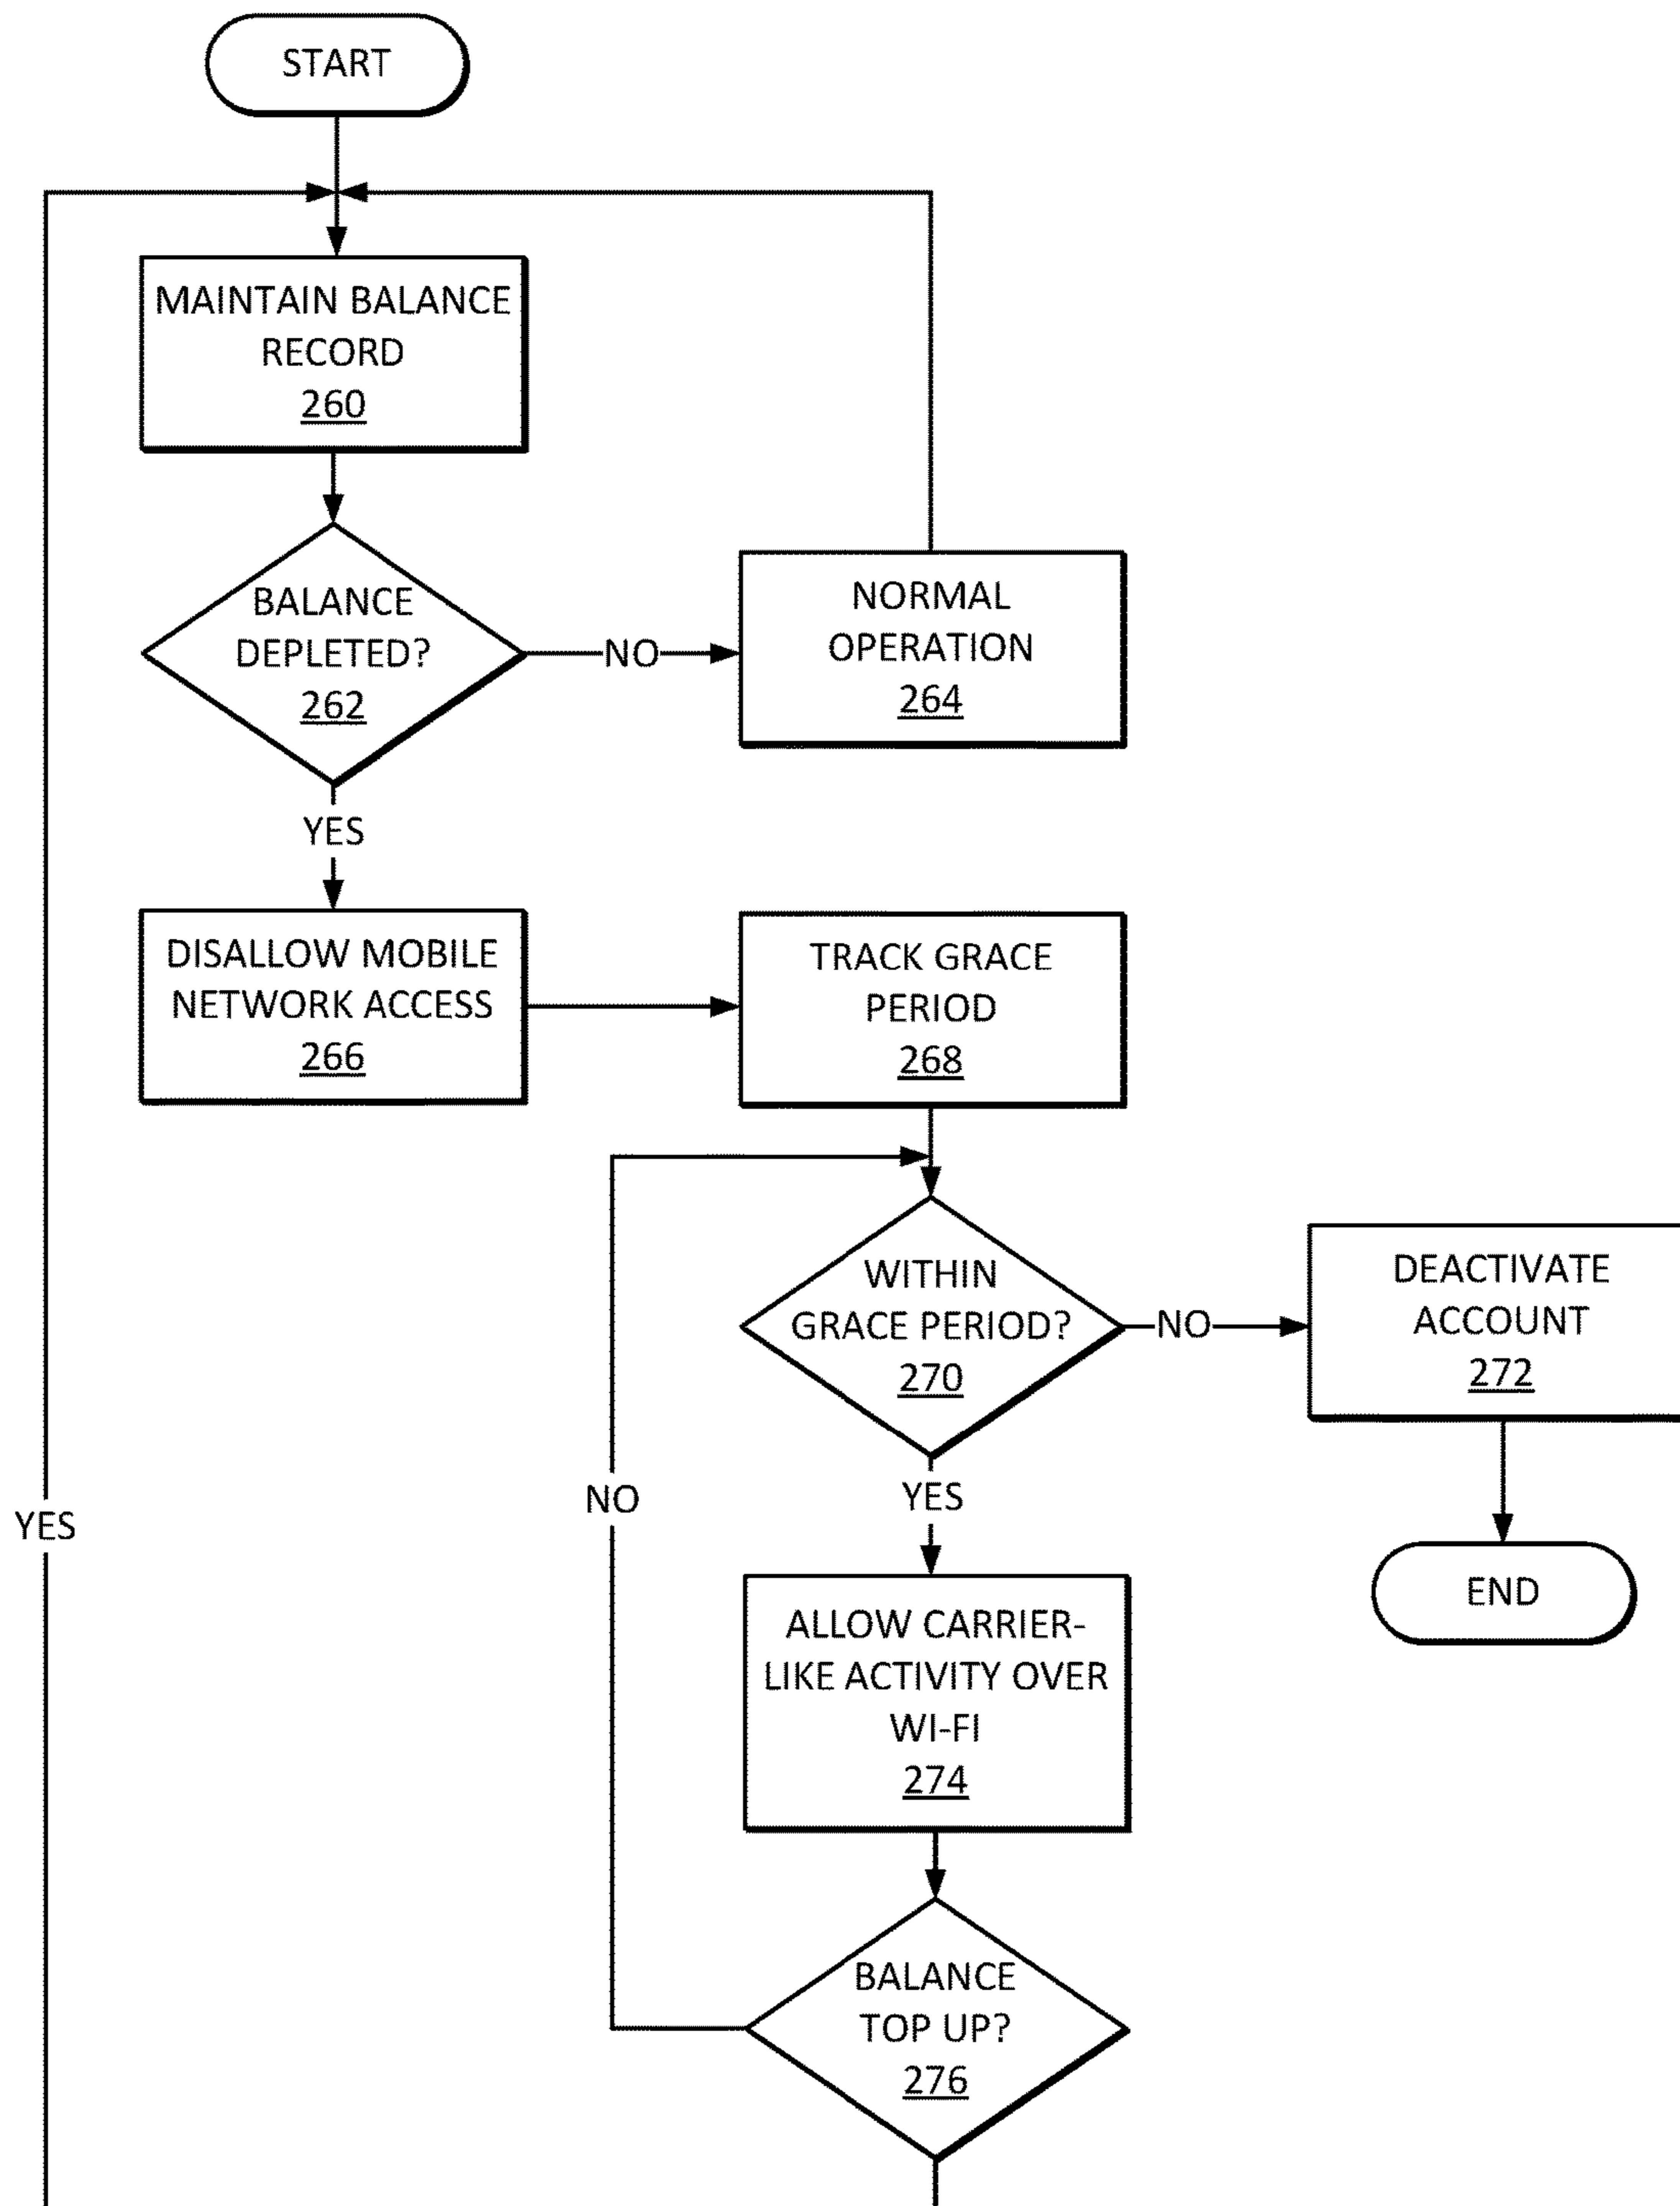 START
MAINTAIN BALANCE
RECORD
260
BALANCE
DEPLETED?
262
NO
NORMAL
OPERATION
264
YES
DISALLOW MOBILE
NETWORK ACCESS
266
TRACK GRACE
PERIOD
268
WITHIN
GRACE PERIOD?
270
NO
DEACTIVATE
ACCOUNT
272
END
YES
ALLOW CARRIER-
LIKE ACTIVITY OVER
WI-FI
274
BALANCE
TOP UP?
276
NO
YES